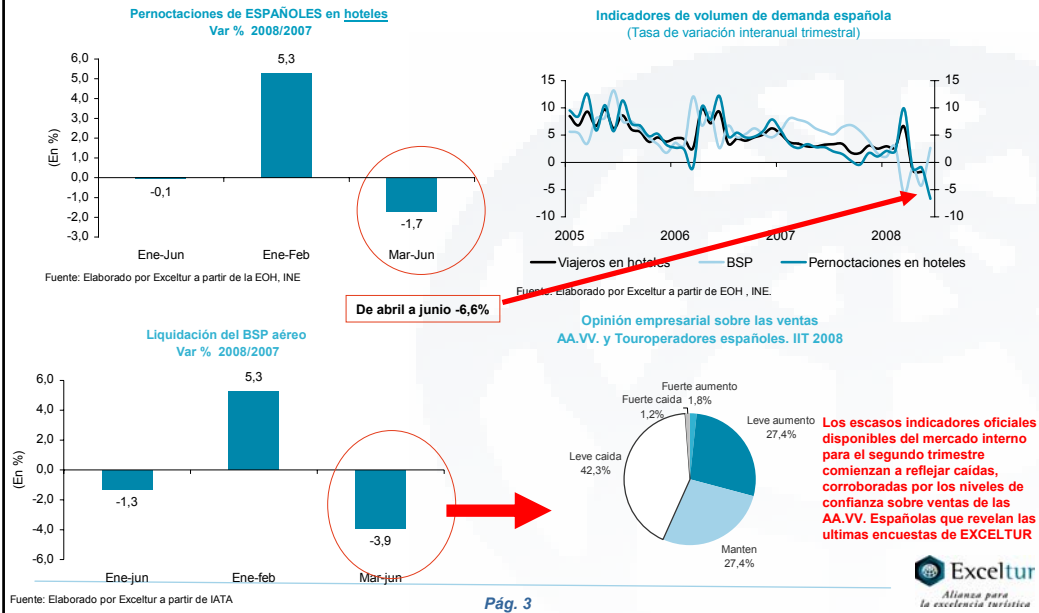 Pernoctaciones de ESPAÑOLES en hoteles
Var % 2008/2007
6,0
5,0
4,0
3,0
2,0
1,0
0,0
-1,0
-2,0
-3,0
(En %)
-0,1
5,3
-1,7
Ene-Jun
Ene-Feb
Mar-Jun
Fuente: Elaborado por Exceltur a partir de la EOH, INE
Indicadores de volumen de demanda española
(Tasa de variación interanual trimestral)
15
10
5
0
-5
-10
15
10
5
0
-5
-10
2005
2006
2007
2008
Viajeros en hoteles
BSP
Pernoctaciones en hoteles
Fuente: Elaborado por Exceltur a partir de EOH , INE.
De abril a junio -6,6%
Liquidación del BSP aéreo
Var % 2008/2007
6,0
4,0
2,0
0,0
-2,0
-4,0
-6,0
(En %)
-1,3
5,3
-3,9
Ene-jun
Ene-feb
Mar-jun
Fuente: Elaborado por Exceltur a partir de IATA
Opinión empresarial sobre las ventas
AA.VV. y Touroperadores españoles. IIT 2008
Fuerte aumento
1,8%
Fuerte caida
1,2%
Leve aumento
27,4%
Leve caida
42,3%
Manten
27,4%
Los escasos indicadores oficiales
disponibles del mercado interno
para el segundo trimestre
comienzan a reflejar caídas,
corroboradas por los niveles de
confianza sobre ventas de las
AA.VV. Españolas que revelan las
ultimas encuestas de EXCELTUR
Exceltur
Alianza para
la excelencia turística
Pág. 3